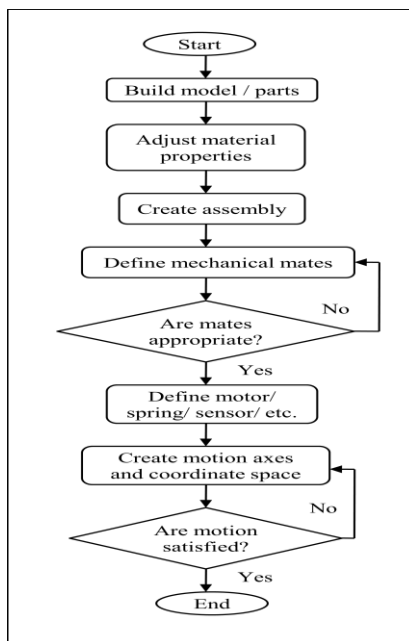 Start
Build model / parts
Adjust material
properties
Create assembly
Define mechanical mates
No
Are mates
appropriate?
Yes
Define motor/
spring/ sensor/ etc.
Create motion axes
and coordinate space
No
Are motion
satisfied?
Yes
End